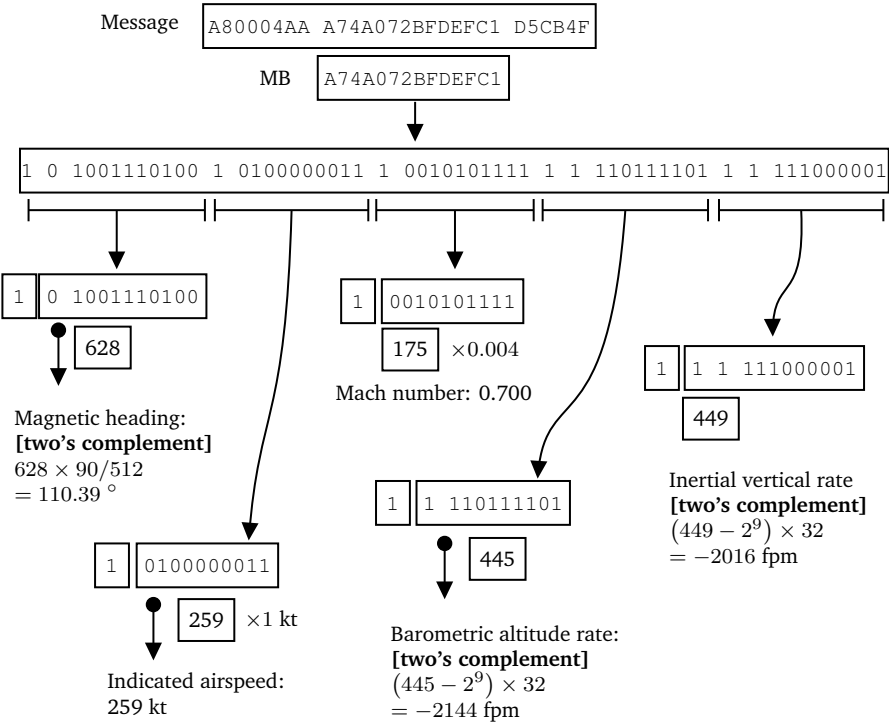 Message A80004AA A74A072BFDEFC1 D5CB4F
MB A74A072BFDEFC1
1 0 1001110100 1 0100000011 1 0010101111 1 1 110111101 1 1 111000001
1 0 1001110100
628
Magnetic heading:
[two's complement]
628 × 90/512
= 110.39 °
1 0100000011
259 ×1 kt
Indicated airspeed:
259 kt
1 0010101111
175 ×0.004
Mach number: 0.700
1 1 110111101
445
Barometric altitude rate:
[two's complement]
(445 − 2⁹) × 32
= −2144 fpm
1 1 1 111000001
449
Inertial vertical rate
[two's complement]
(449 − 2⁹) × 32
= −2016 fpm